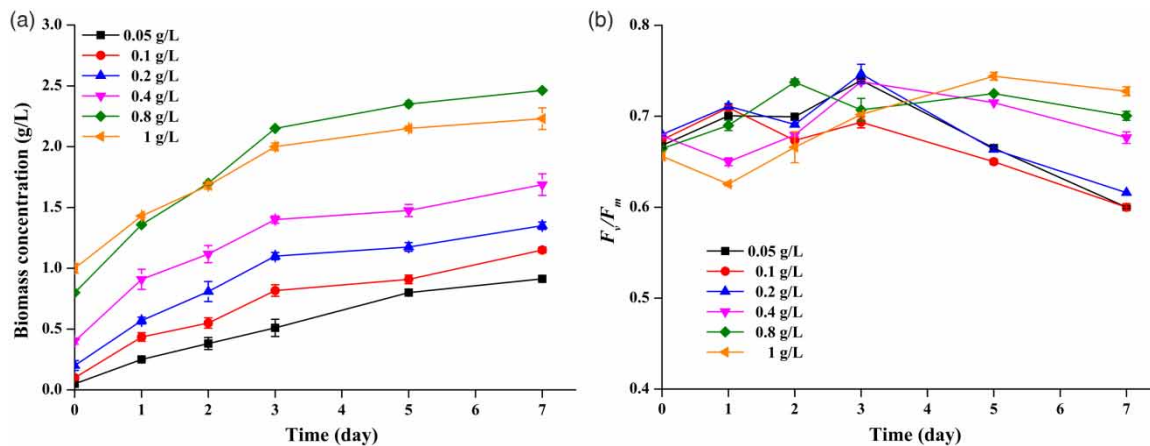 (a)
3.0
2.5
2.0
1.5
1.0
0.5
0.0
Biomass concentration (g/L)
0.05 g/L
0.1 g/L
0.2 g/L
0.4 g/L
0.8 g/L
1 g/L
0 1 2 3 4 5 6 7
Time (day)
(b)
0.8
0.7
0.6
0.5
0.4
Fv/Fm
0.05 g/L
0.1 g/L
0.2 g/L
0.4 g/L
0.8 g/L
1 g/L
0 1 2 3 4 5 6 7
Time (day)